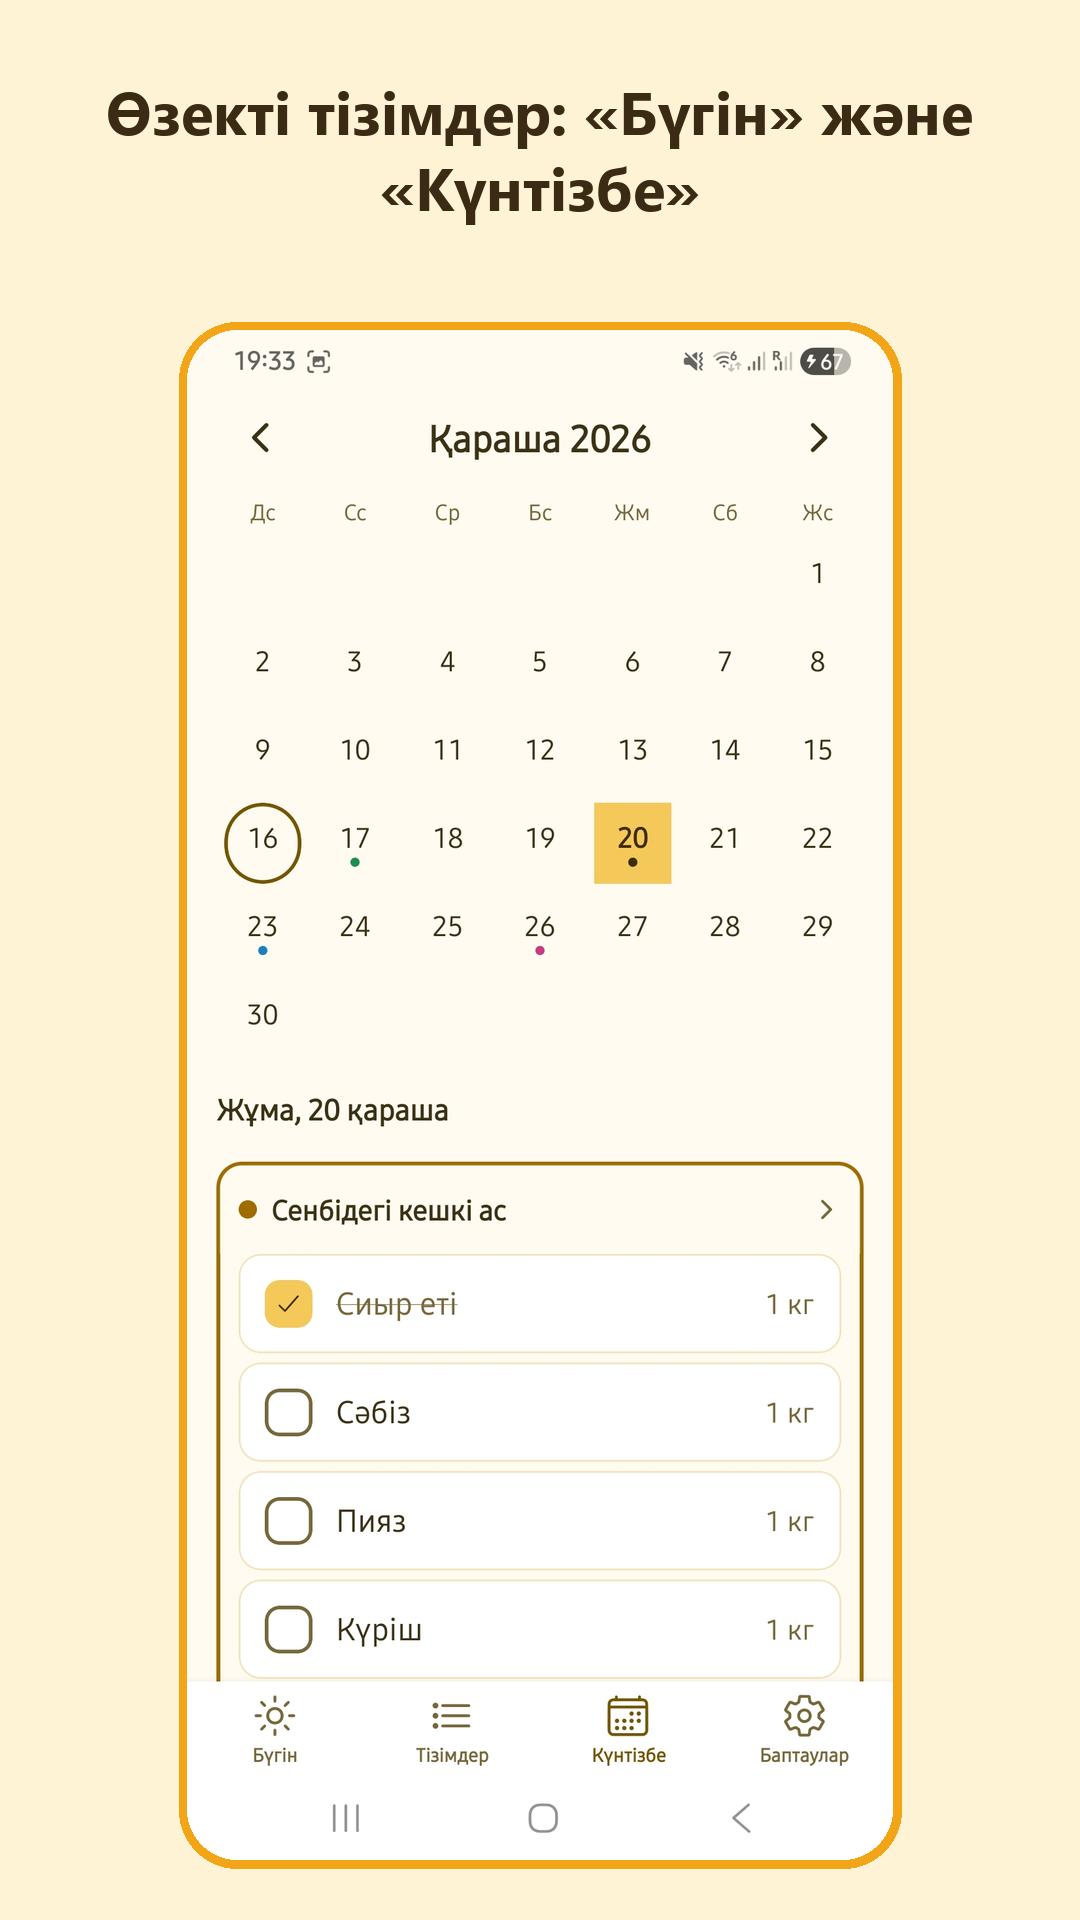 Өзекті тізімдер: «Бүгін» және
«Күнтізбе»
19:33
6 R 67
Қараша 2026
Дс Сс Ср Бс Жм Сб Жс
1
2 3 4 5 6 7 8
9 10 11 12 13 14 15
16 17 18 19 20 21 22
23 24 25 26 27 28 29
30
Жұма, 20 қараша
Сенбідегі кешкі ас
Сиыр еті 1 кг
Сәбіз 1 кг
Пияз 1 кг
Күріш 1 кг
Бүгін Тізімдер Күнтізбе Баптаулар